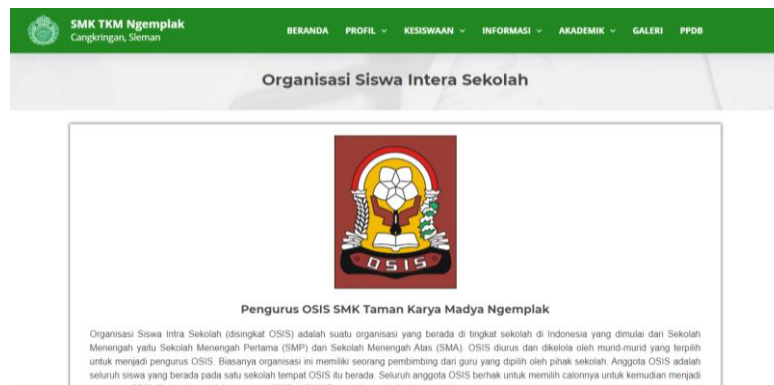 SMK TKM Ngemplak
Cangkringan, Sleman
BERANDA PROFIL KESISWAAN INFORMASI AKADEMIK GALERI PPDB
Organisasi Siswa Intera Sekolah
OSIS
Pengurus OSIS SMK Taman Karya Madya Ngemplak
Organisasi Siswa Intra Sekolah (disingkat OSIS) adalah suatu organisasi yang berada di tingkat sekolah di Indonesia yang dimulai dari Sekolah
Menengah yaitu Sekolah Menengah Pertama (SMP) dan Sekolah Menengah Atas (SMA). OSIS diurus dan dikelola oleh murid-murid yang terpilih
untuk menjadi pengurus OSIS. Biasanya organisasi ini memiliki seorang pembimbing dari guru yang dipilih oleh pihak sekolah. Anggota OSIS adalah
seluruh siswa yang berada pada satu sekolah tempat OSIS itu berada. Seluruh anggota OSIS berhak untuk memilih calonnya untuk kemudian menjadi